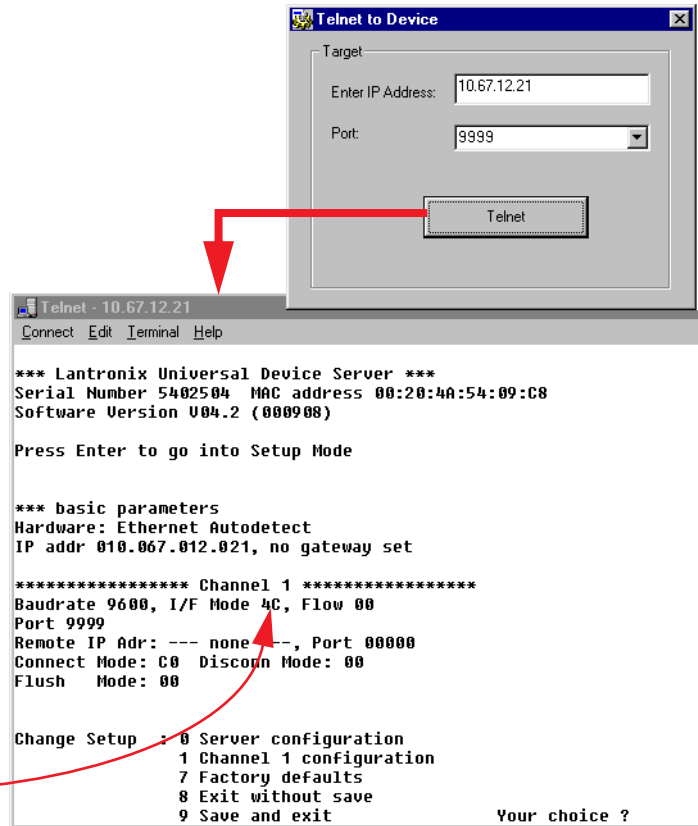 Telnet to Device
Target
Enter IP Address: 10.67.12.21
Port: 9999
Telnet
Telnet - 10.67.12.21
Connect Edit Terminal Help
*** Lantronix Universal Device Server ***
Serial Number 5402504 MAC address 00:20:4A:54:09:C8
Software Version V04.2 (000908)
Press Enter to go into Setup Mode
*** basic parameters
Hardware: Ethernet Autodetect
IP addr 010.067.012.021, no gateway set
***************** Channel 1 *****************
Baudrate 9600, I/F Mode 4C, Flow 00
Port 9999
Remote IP Adr: --- none ---, Port 00000
Connect Mode: C0 Disconn Mode: 00
Flush Mode: 00
Change Setup : 0 Server configuration
1 Channel 1 configuration
7 Factory defaults
8 Exit without save
9 Save and exit Your choice ?